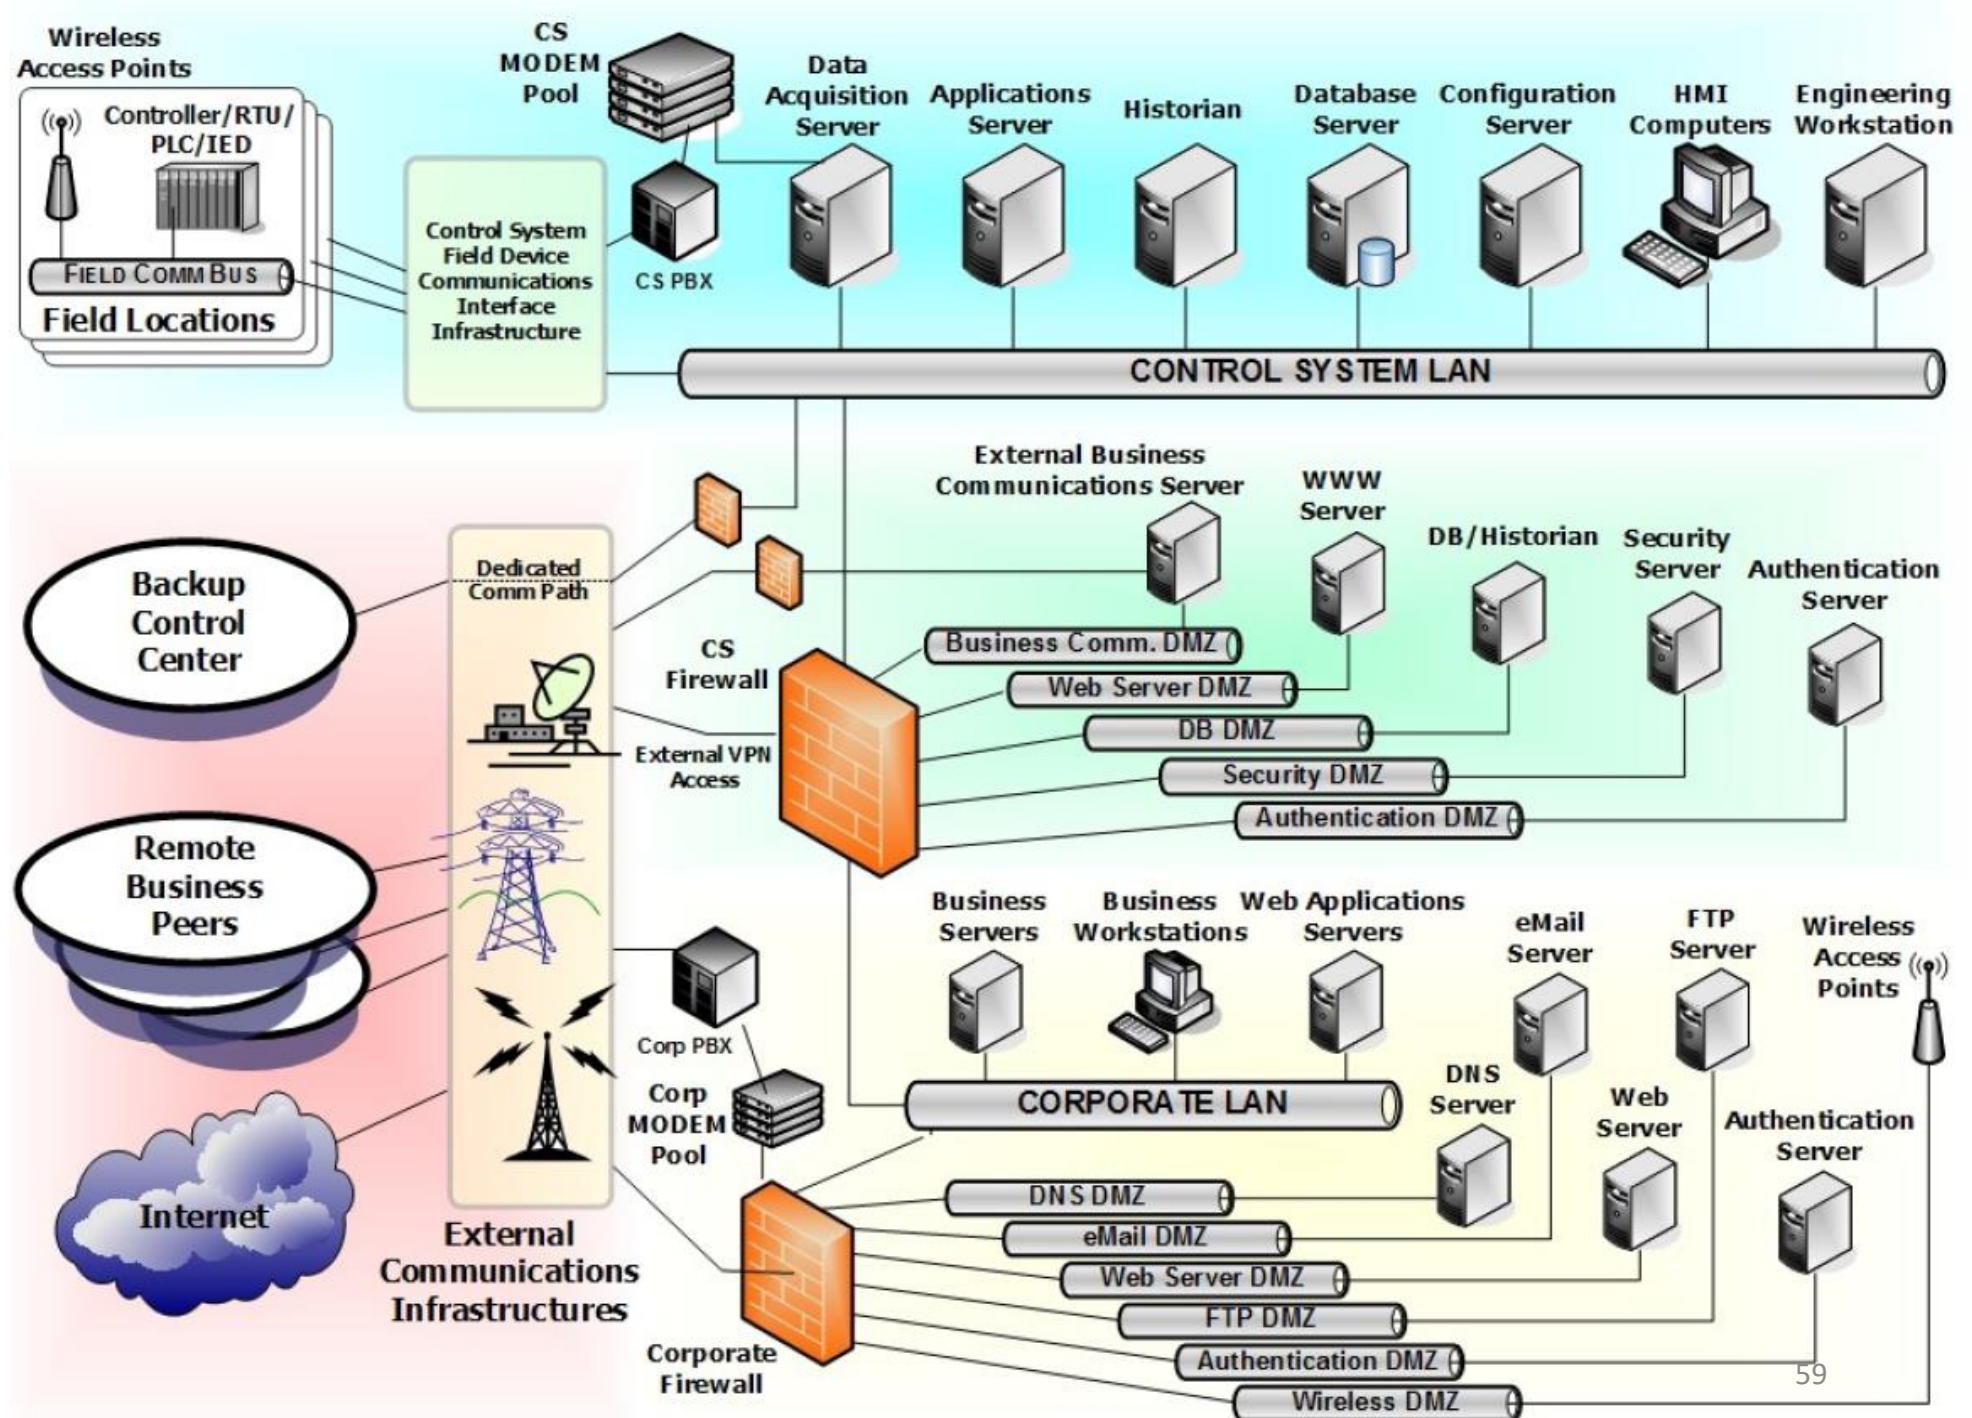 Wireless
Access Points
Controller/RTU/
PLC/IED
FIELD COMM BUS
Field Locations
Control System
Field Device
Communications
Interface
Infrastructure
CS
MODEM
Pool
CS PBX
Data
Acquisition
Server
Applications
Server
Historian
Database
Server
Configuration
Server
HMI
Computers
Engineering
Workstation
CONTROL SYSTEM LAN
External Business
Communications Server
WWW
Server
DB/Historian
Security
Server
Authentication
Server
Backup
Control
Center
Dedicated
Comm Path
CS
Firewall
External VPN
Access
Business Comm. DMZ
Web Server DMZ
DB DMZ
Security DMZ
Authentication DMZ
Remote
Business
Peers
Internet
External
Communications
Infrastructures
Corp PBX
Corp
MODEM
Pool
Business
Servers
Business
Workstations
Web Applications
Servers
eMail
Server
FTP
Server
Wireless
Access
Points
CORPORATE LAN
DNS
Server
Web
Server
Authentication
Server
Corporate
Firewall
DNS DMZ
eMail DMZ
Web Server DMZ
FTP DMZ
Authentication DMZ
Wireless DMZ
59